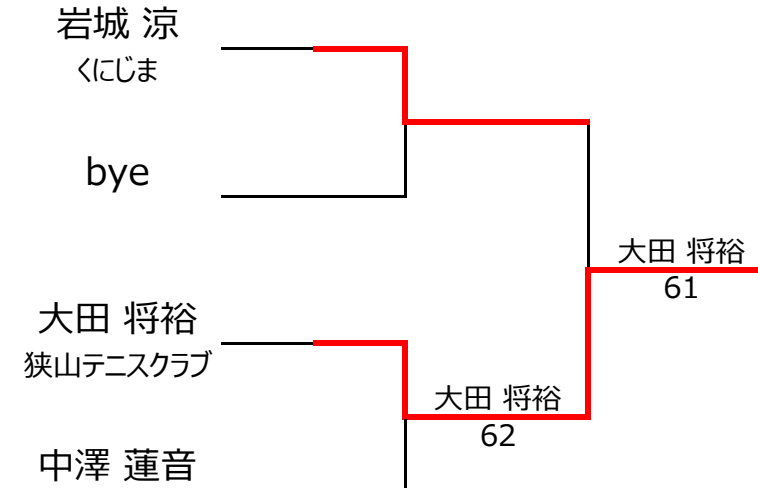 岩城 涼
くにじま
bye
大田 将裕
61
大田 将裕
狭山テニスクラブ
大田 将裕
62
中澤 蓮音